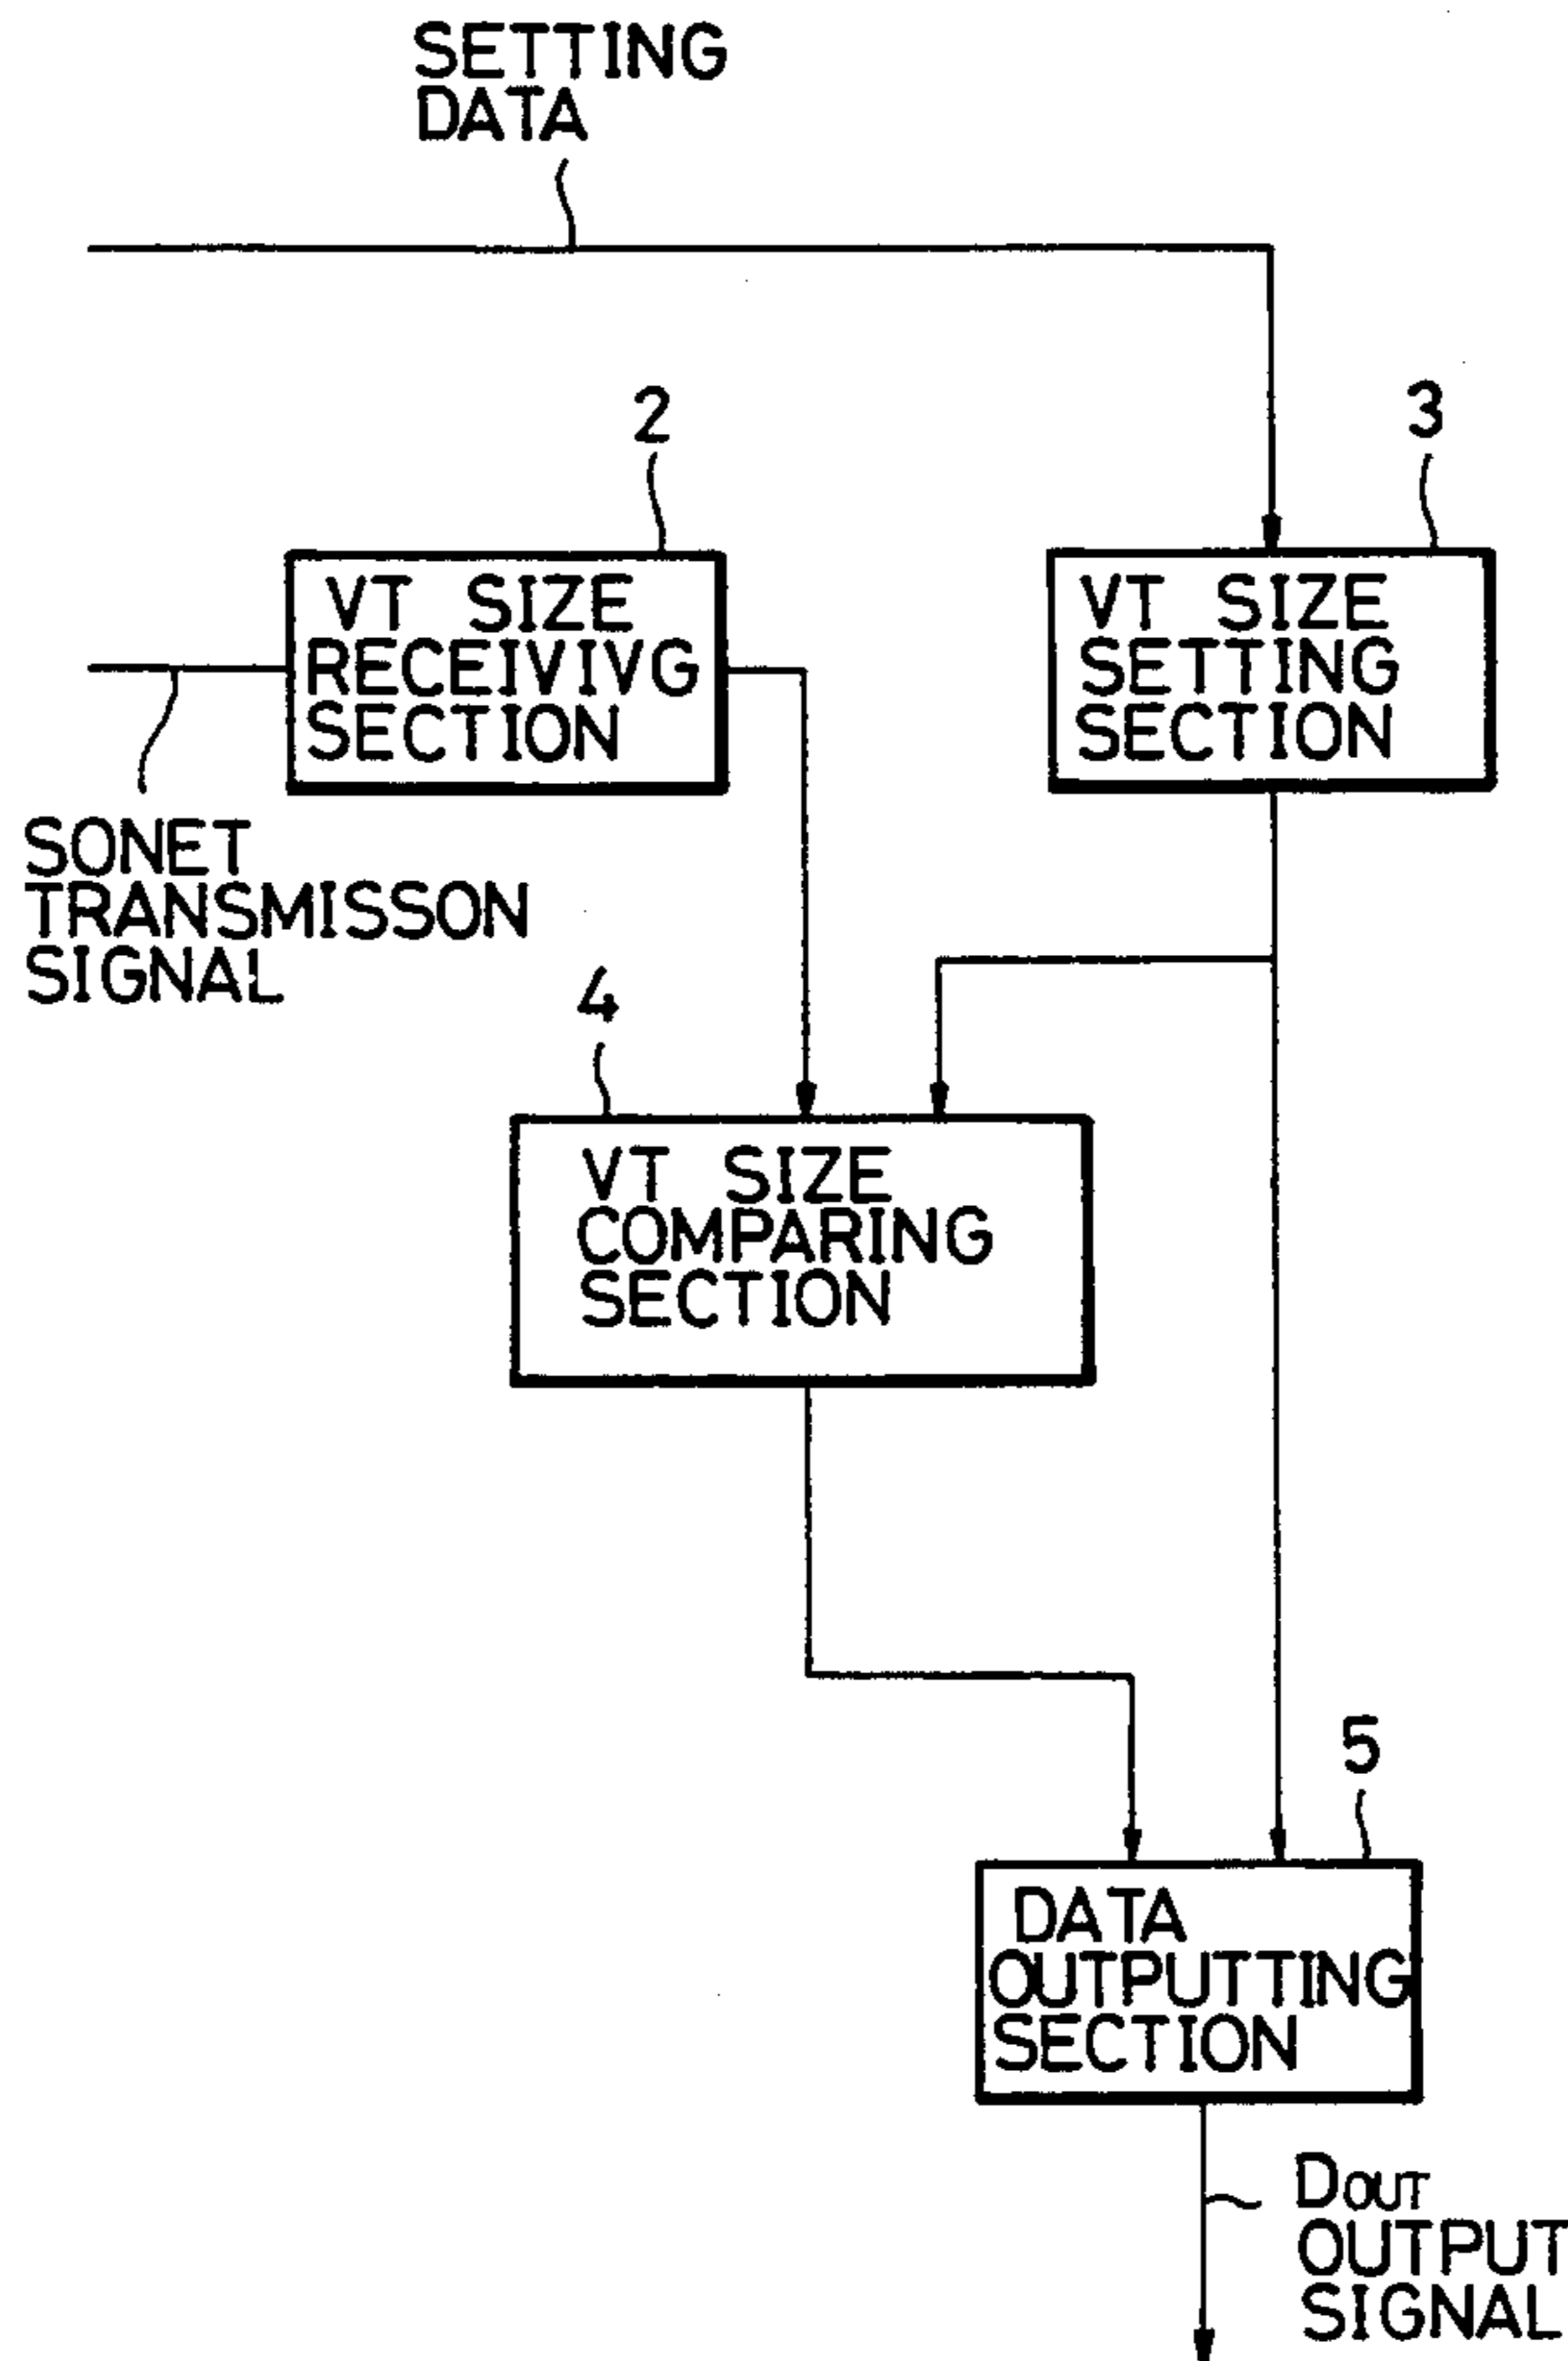 SETTING
DATA
2
3
VT SIZE
RECEIVIVG
SECTION
VT SIZE
SETTING
SECTION
SONET
TRANSMISSON
SIGNAL
4
VT SIZE
COMPARING
SECTION
5
DATA
OUTPUTTING
SECTION
DOUT
OUTPUT
SIGNAL